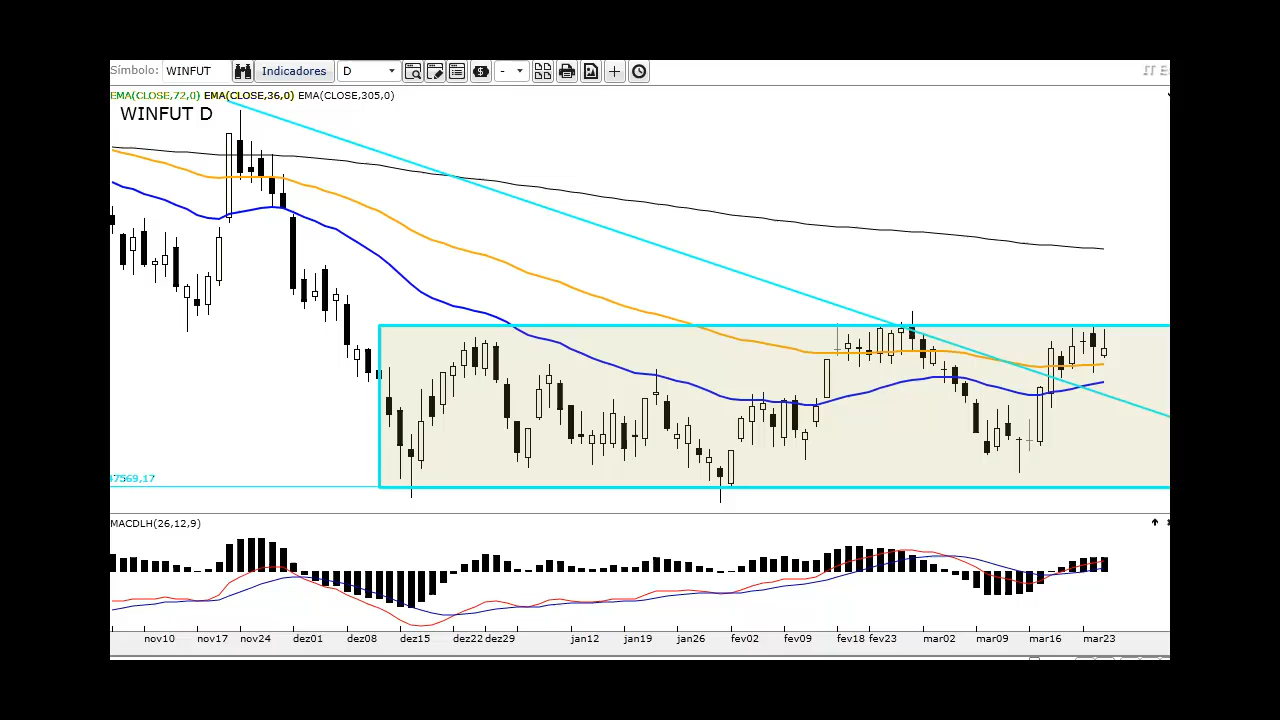 Símbolo: WINFUT Indicadores D -
EMA(CLOSE,72,0) EMA(CLOSE,36,0) EMA(CLOSE,305,0)
WINFUT D
47569,17
MACDLH(26,12,9)
nov10 nov17 nov24 dez01 dez08 dez15 dez22 dez29 jan12 jan19 jan26 fev02 fev09 fev18 fev23 mar02 mar09 mar16 mar23